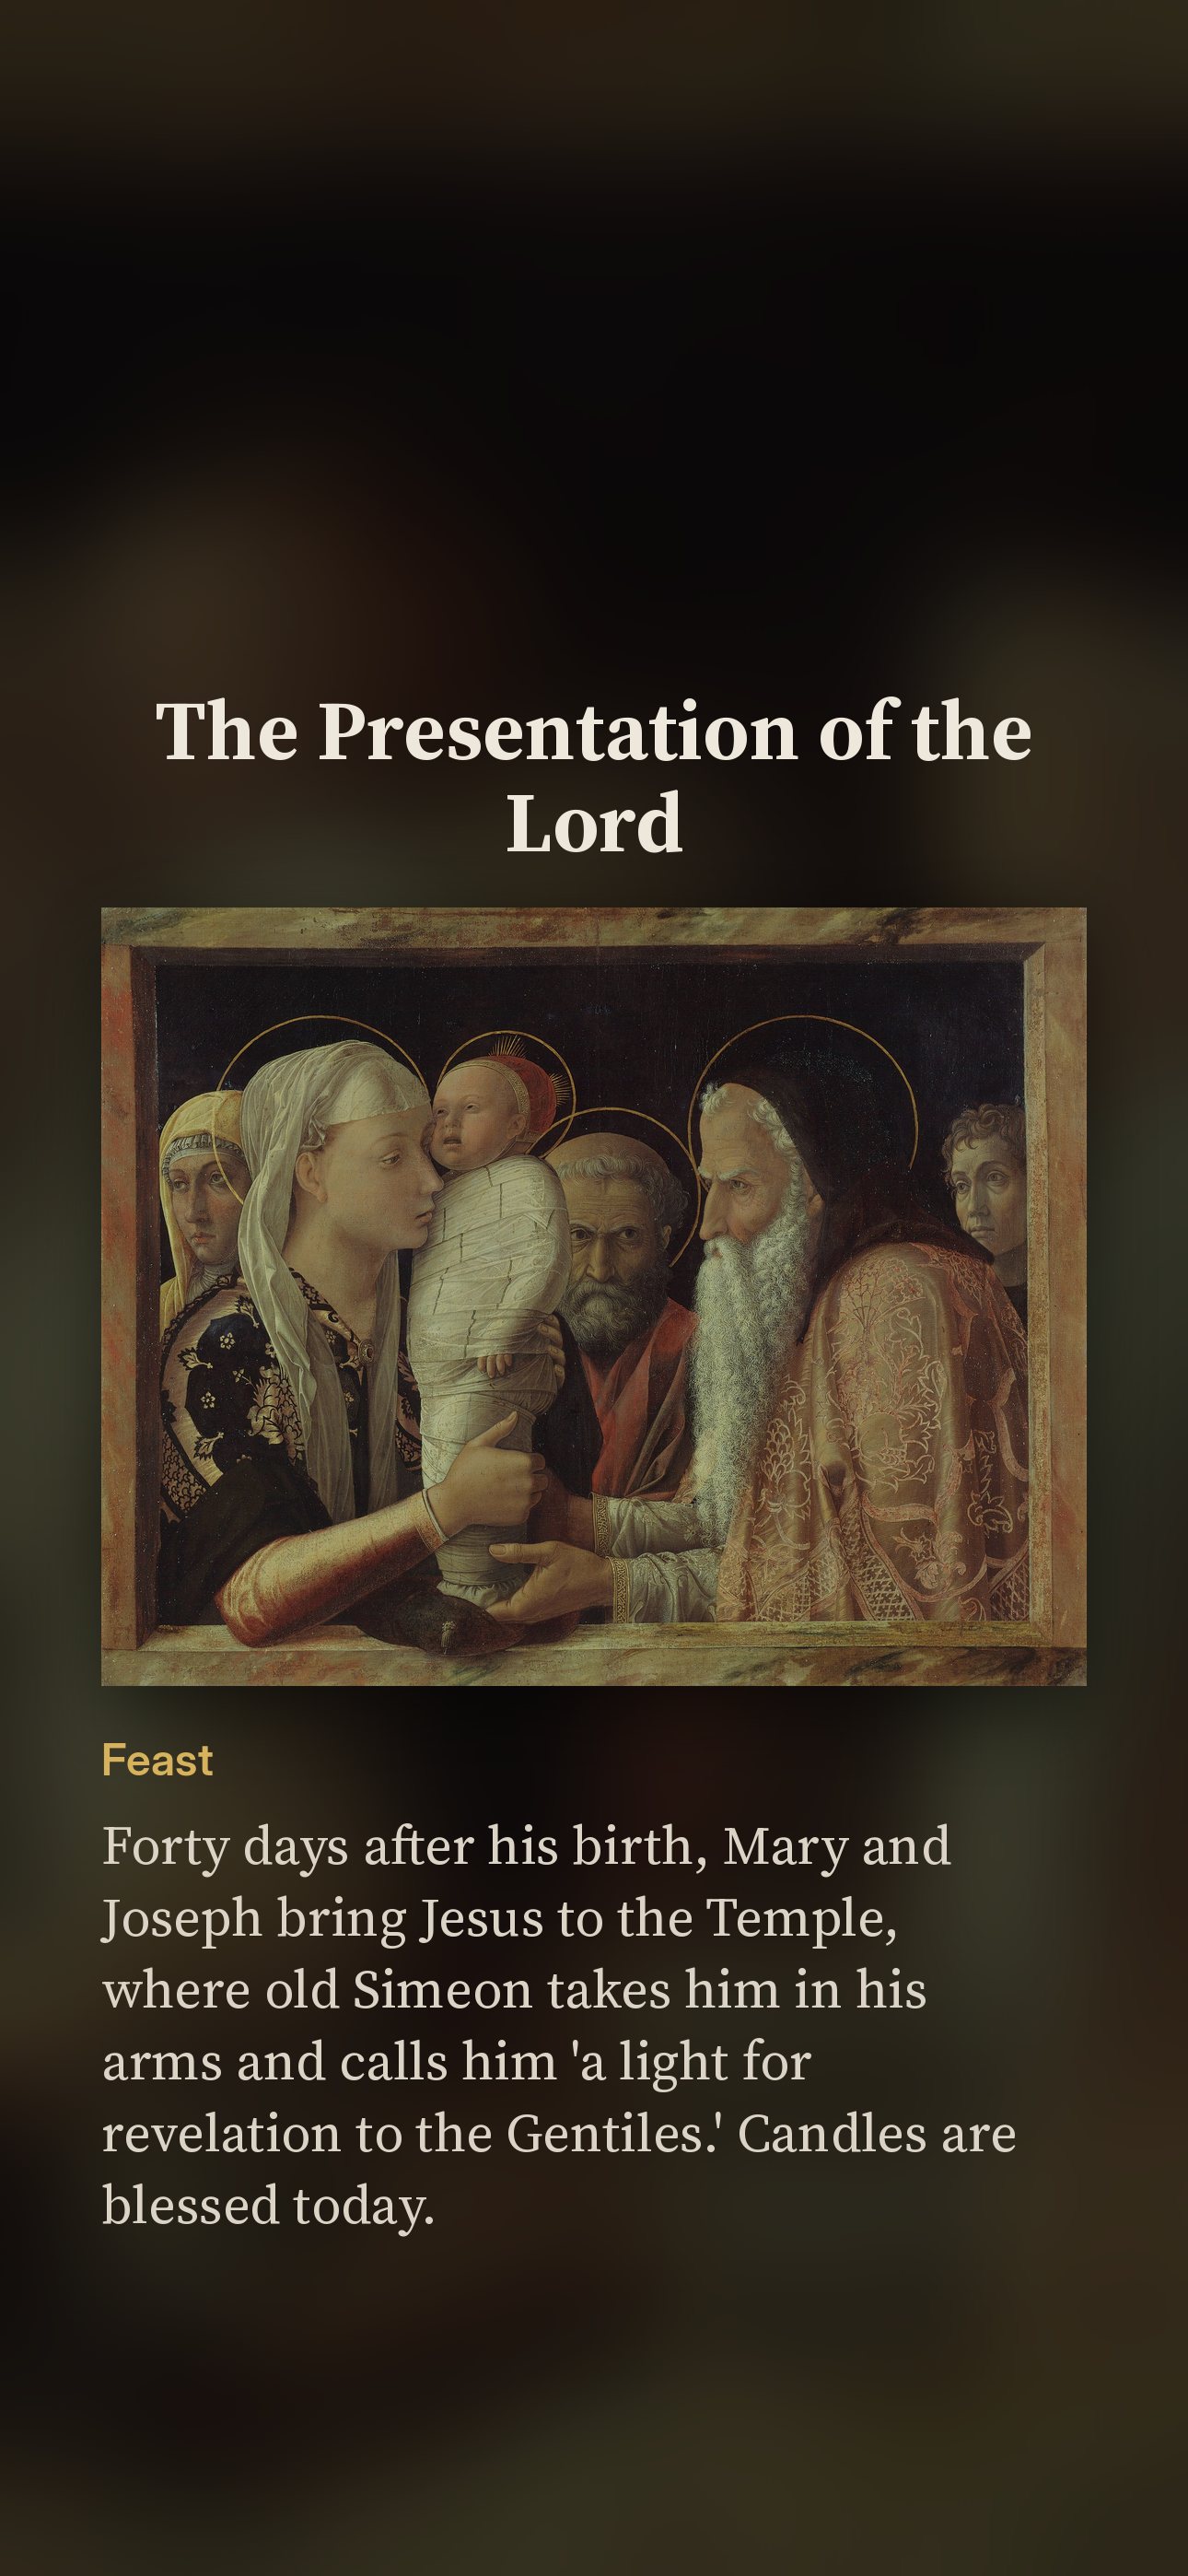 The Presentation of the
Lord
Feast
Forty days after his birth, Mary and
Joseph bring Jesus to the Temple,
where old Simeon takes him in his
arms and calls him 'a light for
revelation to the Gentiles.' Candles are
blessed today.